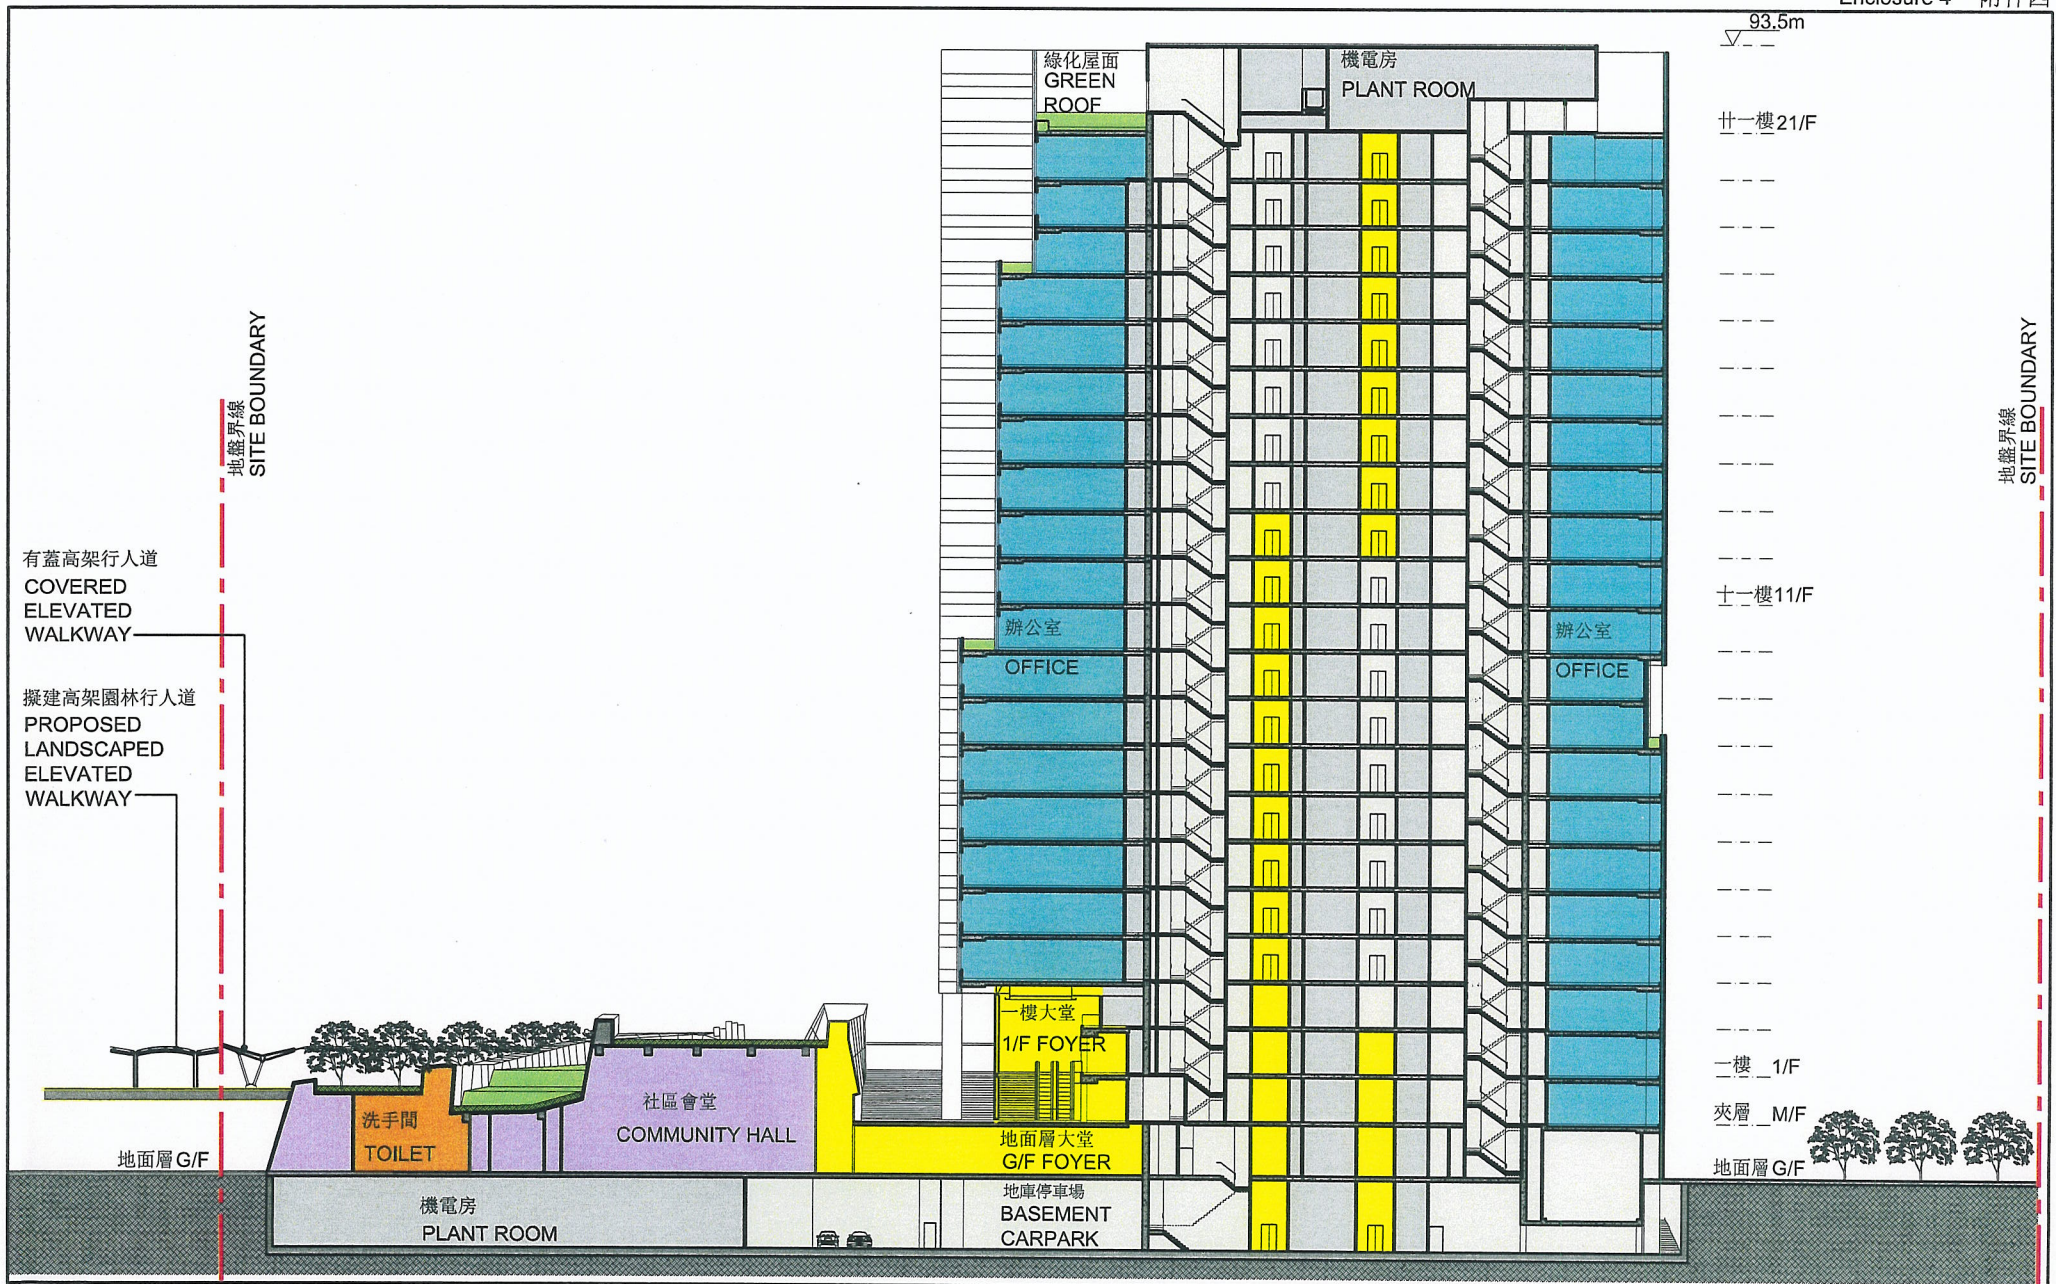 Enclosure 4 附件四
93.5m
綠化屋面
GREEN
ROOF
機電房
PLANT ROOM
廿一樓21/F
地盤界線
SITE BOUNDARY
地盤界線
SITE BOUNDARY
有蓋高架行人道
COVERED
ELEVATED
WALKWAY
十一樓11/F
辦公室
OFFICE
辦公室
OFFICE
擬建高架園林行人道
PROPOSED
LANDSCAPED
ELEVATED
WALKWAY
一樓大堂
1/F FOYER
一樓 1/F
社區會堂
COMMUNITY HALL
洗手間
TOILET
夾層 M/F
地面層大堂
G/F FOYER
地面層G/F
地面層G/F
機電房
PLANT ROOM
地庫停車場
BASEMENT
CARPARK